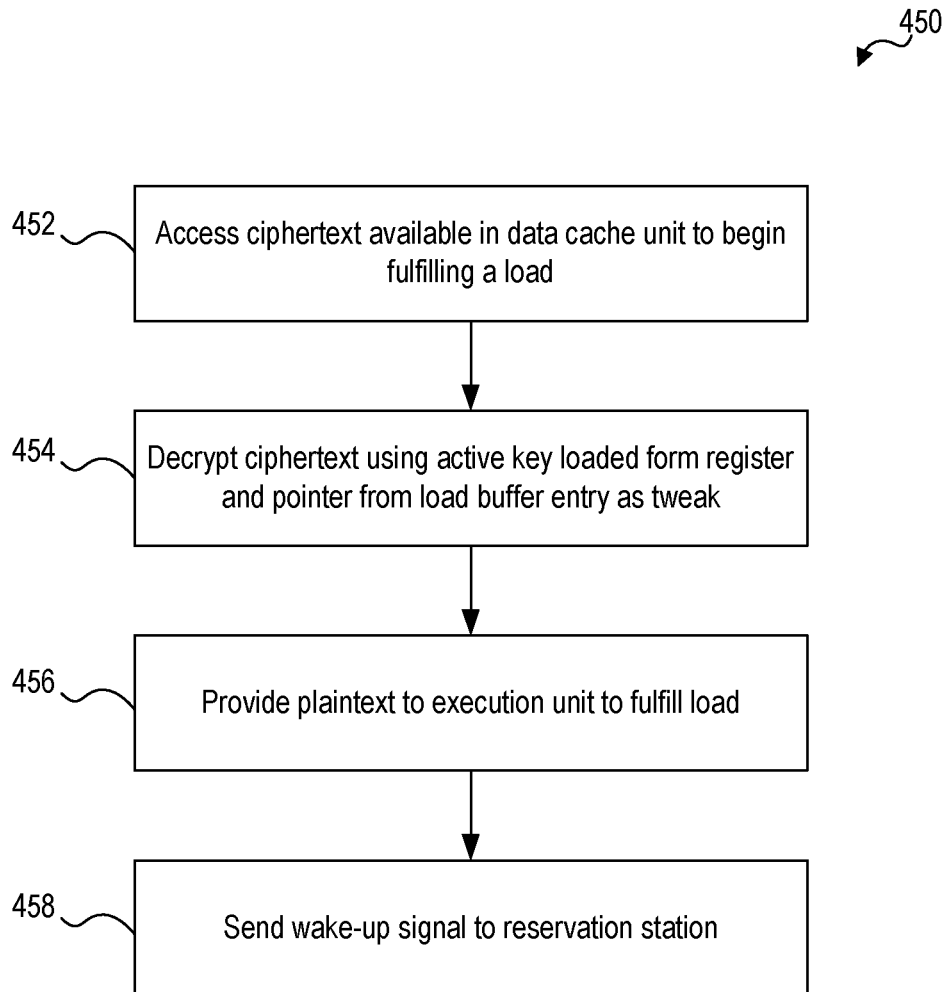 450
452
Access ciphertext available in data cache unit to begin
fulfilling a load
454
Decrypt ciphertext using active key loaded form register
and pointer from load buffer entry as tweak
456
Provide plaintext to execution unit to fulfill load
458
Send wake-up signal to reservation station